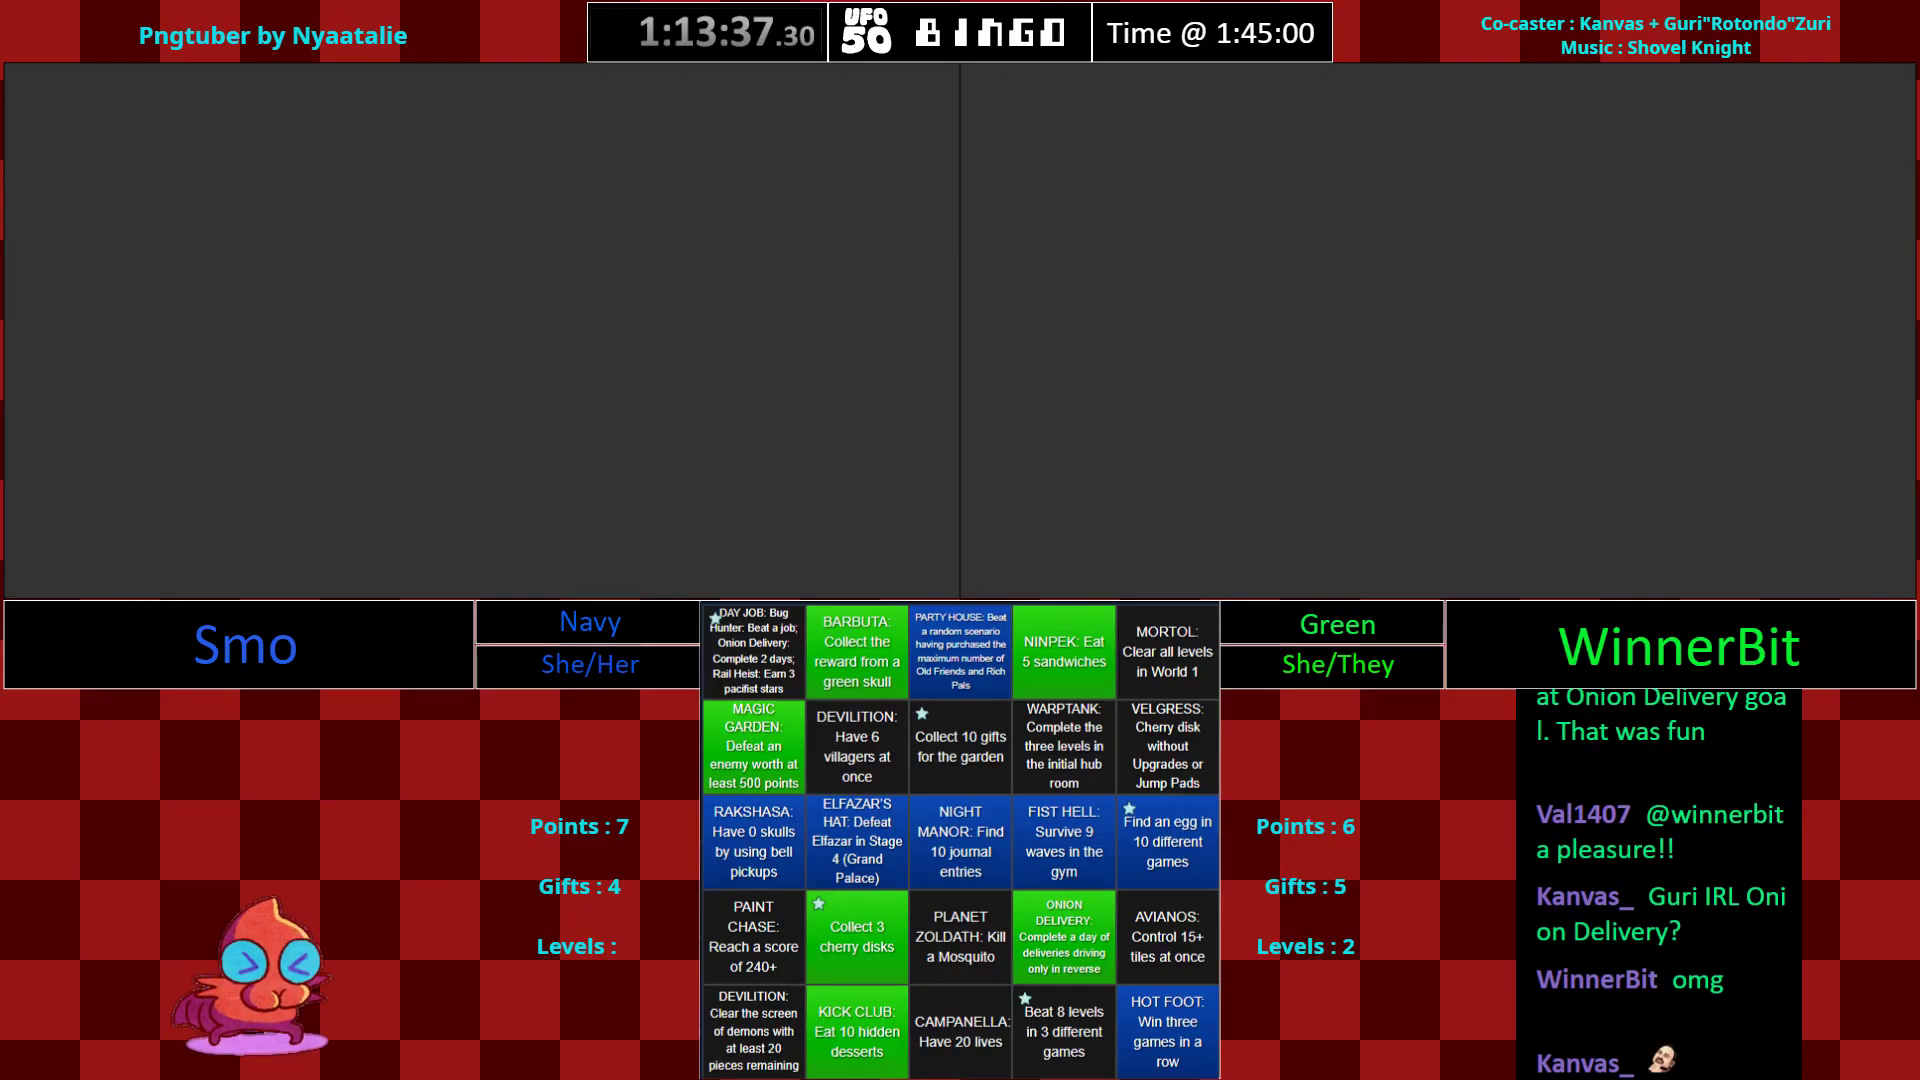 Pngtuber by Nyaatalie
1:13:37.30
UFO
50
BINGO
Time @ 1:45:00
Co-caster : Kanvas + Guri"Rotondo"Zuri
Music : Shovel Knight
Smo
Navy
She/Her
Green
She/They
WinnerBit
DAY JOB: Bug
Hunter: Beat a job;
Onion Delivery:
Complete 2 days;
Rail Heist: Earn 3
pacifist stars
BARBUTA:
Collect the
reward from a
green skull
PARTY HOUSE: Beat
a random scenario
having purchased the
maximum number of
Old Friends and Rich
Pals
NINPEK: Eat
5 sandwiches
MORTOL:
Clear all levels
in World 1
MAGIC
GARDEN:
Defeat an
enemy worth at
least 500 points
DEVILITION:
Have 6
villagers at
once
Collect 10 gifts
for the garden
WARPTANK:
Complete the
three levels in
the initial hub
room
VELGRESS:
Cherry disk
without
Upgrades or
Jump Pads
RAKSHASA:
Have 0 skulls
by using bell
pickups
ELFAZAR'S
HAT: Defeat
Elfazar in Stage
4 (Grand
Palace)
NIGHT
MANOR: Find
10 journal
entries
FIST HELL:
Survive 9
waves in the
gym
Find an egg in
10 different
games
PAINT
CHASE:
Reach a score
of 240+
Collect 3
cherry disks
PLANET
ZOLDATH: Kill
a Mosquito
ONION
DELIVERY:
Complete a day of
deliveries driving
only in reverse
AVIANOS:
Control 15+
tiles at once
DEVILITION:
Clear the screen
of demons with
at least 20
pieces remaining
KICK CLUB:
Eat 10 hidden
desserts
CAMPANELLA:
Have 20 lives
Beat 8 levels
in 3 different
games
HOT FOOT:
Win three
games in a
row
Points : 7
Gifts : 4
Levels :
Points : 6
Gifts : 5
Levels : 2
at Onion Delivery goa
l. That was fun
Val1407 @winnerbit
a pleasure!!
Kanvas_ Guri IRL Oni
on Delivery?
WinnerBit omg
Kanvas_